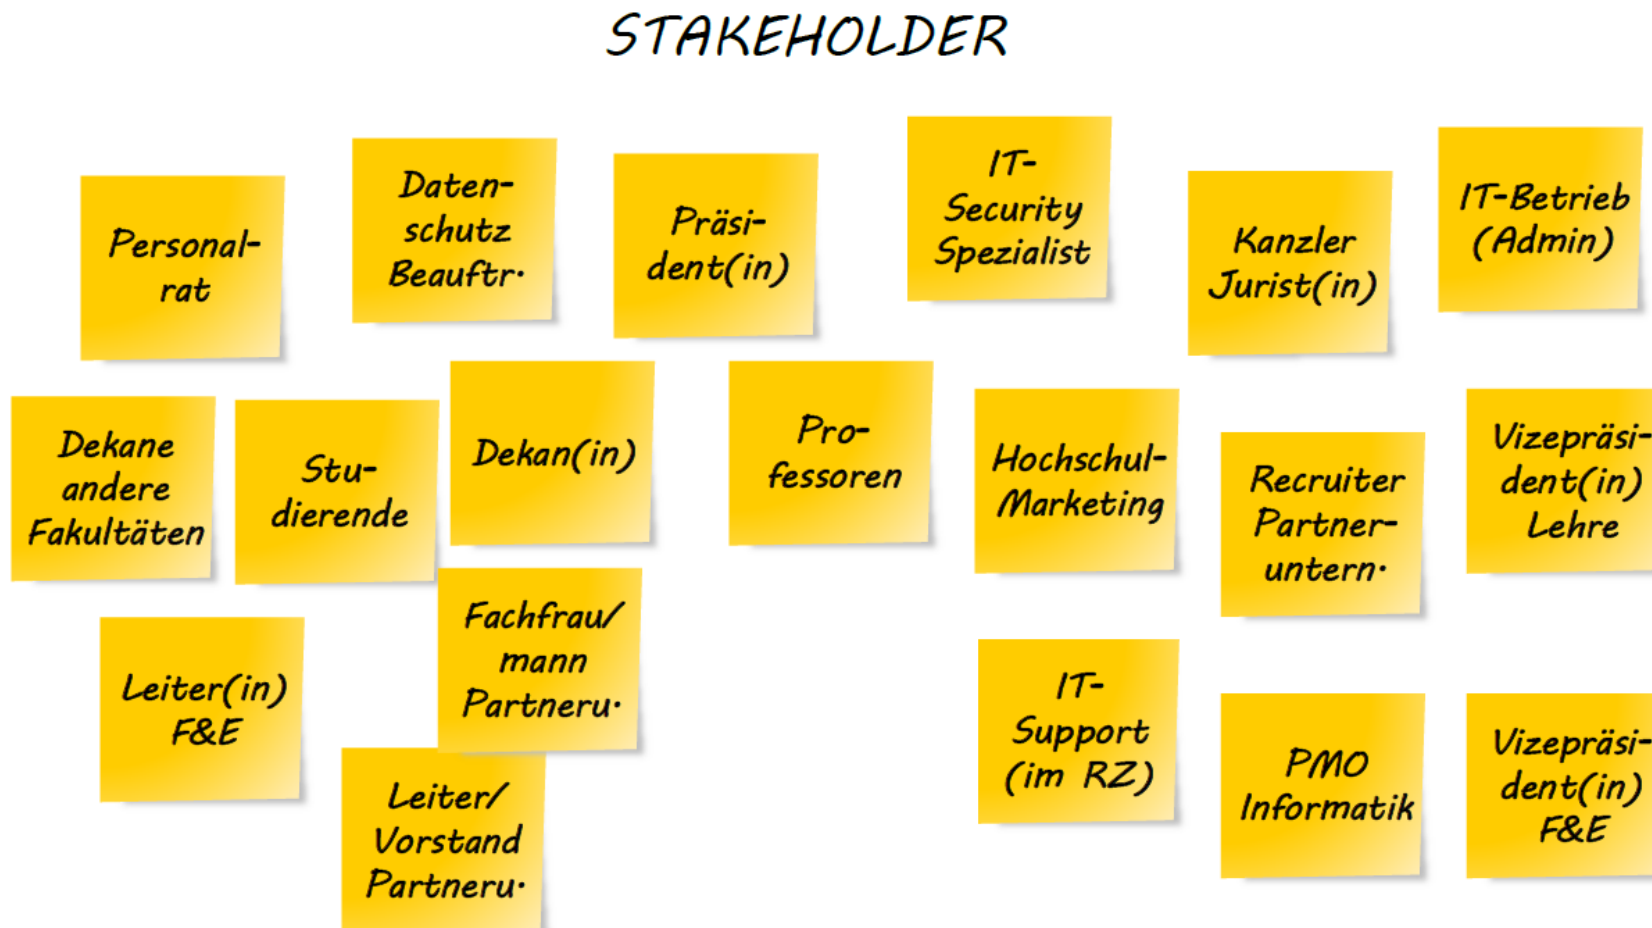 STAKEHOLDER
Personal-
rat
Daten-
schutz
Beauftr.
Präsi-
dent(in)
IT-
Security
Spezialist
Kanzler
Jurist(in)
IT-Betrieb
(Admin)
Dekane
andere
Fakultäten
Stu-
dierende
Dekan(in)
Pro-
fessoren
Hochschul-
Marketing
Recruiter
Partner-
untern.
Vizepräsi-
dent(in)
Lehre
Leiter(in)
F&E
Fachfrau/
mann
Partneru.
Leiter/
Vorstand
Partneru.
IT-
Support
(im RZ)
PMO
Informatik
Vizepräsi-
dent(in)
F&E